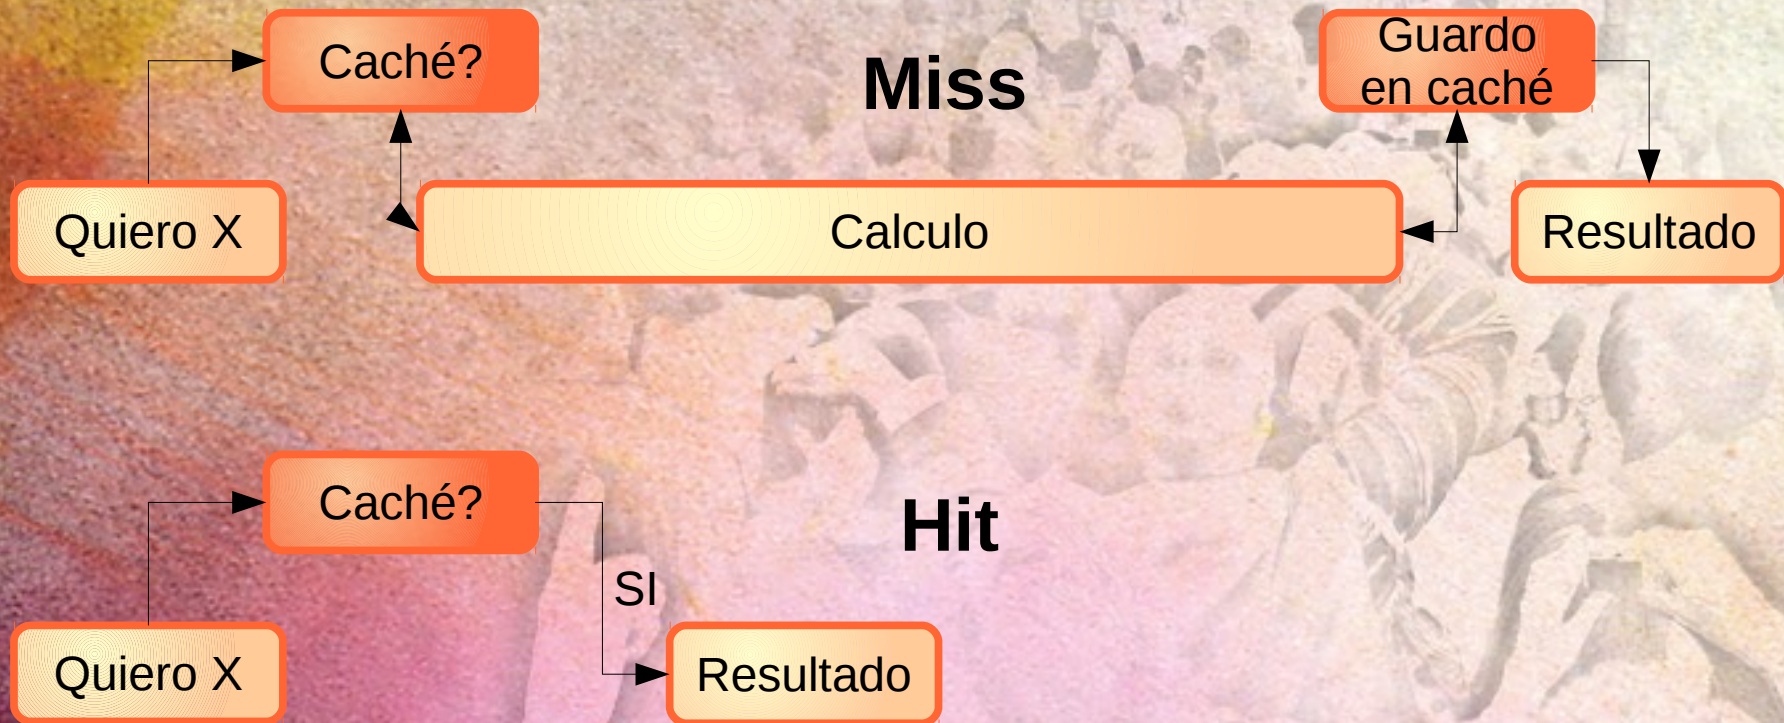 Caché?
Miss
Guardo
en caché
Quiero X
Calculo
Resultado
Caché?
Hit
SI
Quiero X
Resultado